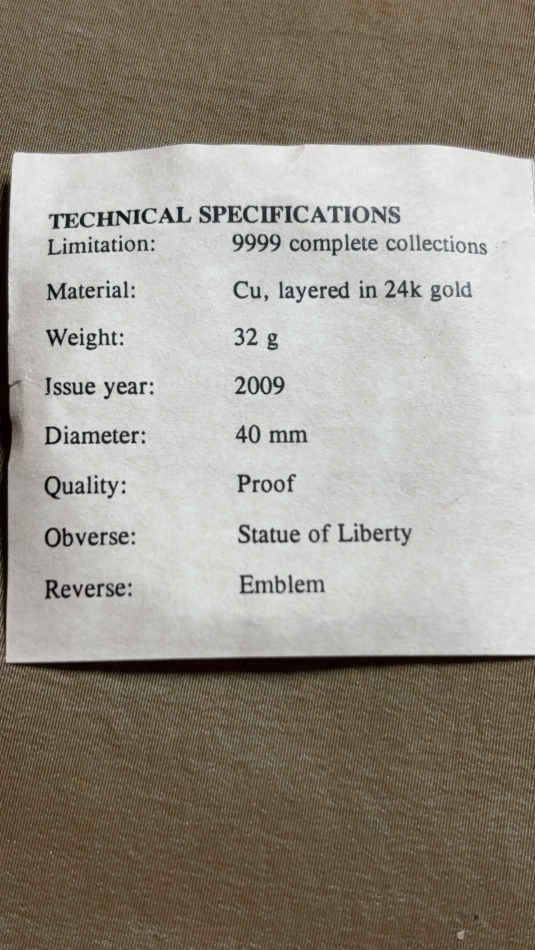 TECHNICAL SPECIFICATIONS
Limitation: 9999 complete collections
Material: Cu, layered in 24k gold
Weight: 32 g
Issue year: 2009
Diameter: 40 mm
Quality: Proof
Obverse: Statue of Liberty
Reverse: Emblem